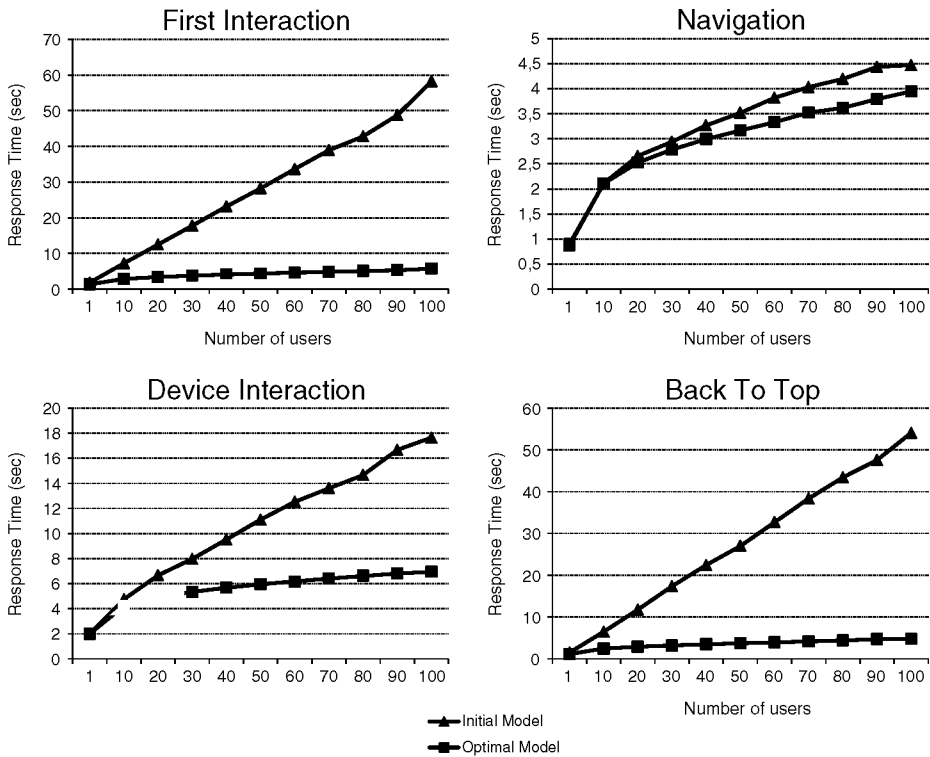 First Interaction
Response Time (sec)
70
60
50
40
30
20
10
0
1 10 20 30 40 50 60 70 80 90 100
Number of users
Navigation
Response Time (sec)
5
4,5
4
3,5
3
2,5
2
1,5
1
0,5
0
1 10 20 30 40 50 60 70 80 90 100
Number of users
Device Interaction
Response Time (sec)
20
18
16
14
12
10
8
6
4
2
0
1 10 20 30 40 50 60 70 80 90 100
Back To Top
Response Time (sec)
60
50
40
30
20
10
0
1 10 20 30 40 50 60 70 80 90 100
Number of users
Initial Model
Optimal Model